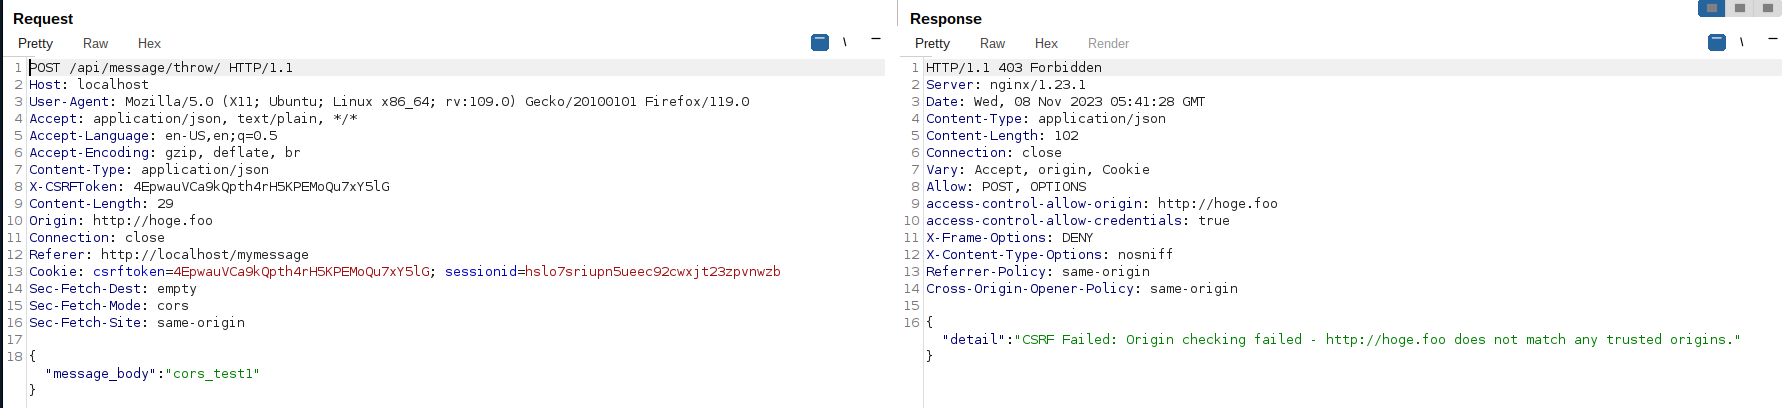 Request
Pretty Raw Hex
\
1 POST /api/message/throw/ HTTP/1.1
2 Host: localhost
3 User-Agent: Mozilla/5.0 (X11; Ubuntu; Linux x86_64; rv:109.0) Gecko/20100101 Firefox/119.0
4 Accept: application/json, text/plain, */*
5 Accept-Language: en-US,en;q=0.5
6 Accept-Encoding: gzip, deflate, br
7 Content-Type: application/json
8 X-CSRFToken: 4EpwauVCa9kQpth4rH5KPEMoQu7xY5lG
9 Content-Length: 29
10 Origin: http://hoge.foo
11 Connection: close
12 Referer: http://localhost/mymessage
13 Cookie: csrftoken=4EpwauVCa9kQpth4rH5KPEMoQu7xY5lG; sessionid=hslo7sriupn5ueec92cwxjt23zpvnwzb
14 Sec-Fetch-Dest: empty
15 Sec-Fetch-Mode: cors
16 Sec-Fetch-Site: same-origin
17
18 {
"message_body":"cors_test1"
}
Response
Pretty Raw Hex Render
\
1 HTTP/1.1 403 Forbidden
2 Server: nginx/1.23.1
3 Date: Wed, 08 Nov 2023 05:41:28 GMT
4 Content-Type: application/json
5 Content-Length: 102
6 Connection: close
7 Vary: Accept, origin, Cookie
8 Allow: POST, OPTIONS
9 access-control-allow-origin: http://hoge.foo
10 access-control-allow-credentials: true
11 X-Frame-Options: DENY
12 X-Content-Type-Options: nosniff
13 Referrer-Policy: same-origin
14 Cross-Origin-Opener-Policy: same-origin
15
16 {
"detail":"CSRF Failed: Origin checking failed - http://hoge.foo does not match any trusted origins."
}